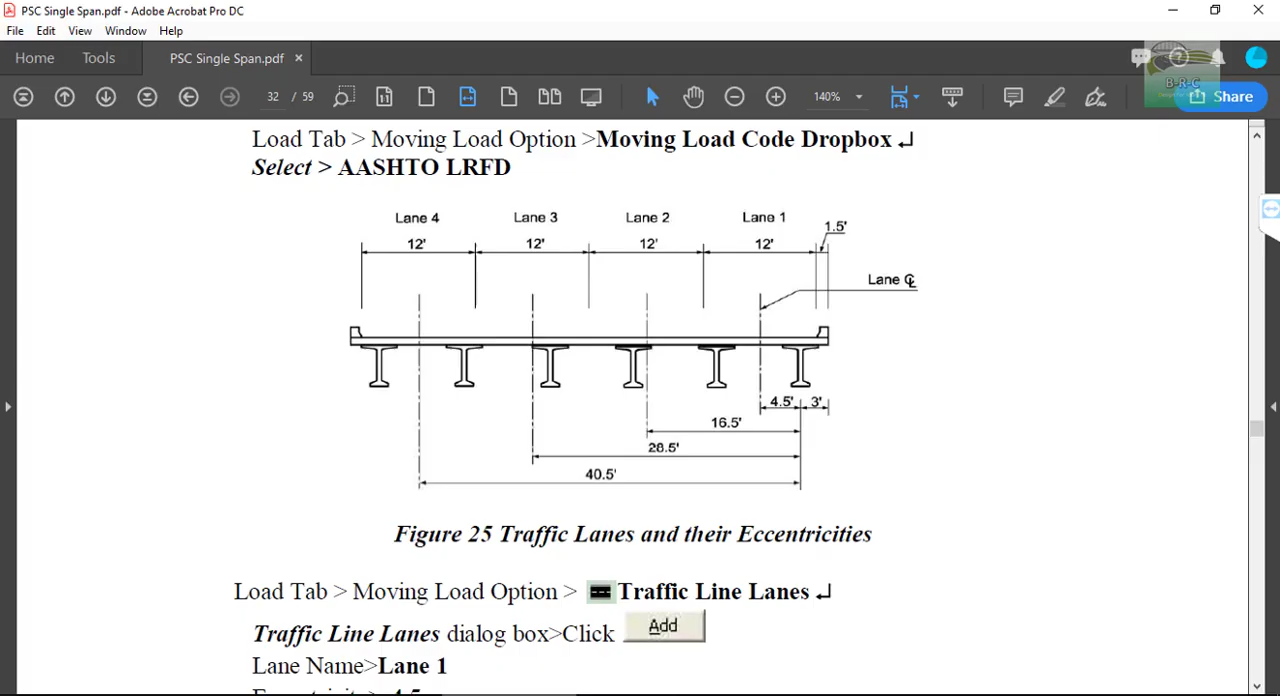 PSC Single Span.pdf - Adobe Acrobat Pro DC
File Edit View Window Help
Home Tools PSC Single Span.pdf ×
32 / 59 140% Share
B-R-C
Load Tab > Moving Load Option >Moving Load Code Dropbox ↵
Select > AASHTO LRFD
Lane 4 Lane 3 Lane 2 Lane 1
1.5'
12' 12' 12' 12'
Lane ℄
4.5' 3'
16.5'
28.5'
40.5'
Figure 25 Traffic Lanes and their Eccentricities
Load Tab > Moving Load Option > Traffic Line Lanes ↵
Traffic Line Lanes dialog box>Click Add
Lane Name>Lane 1